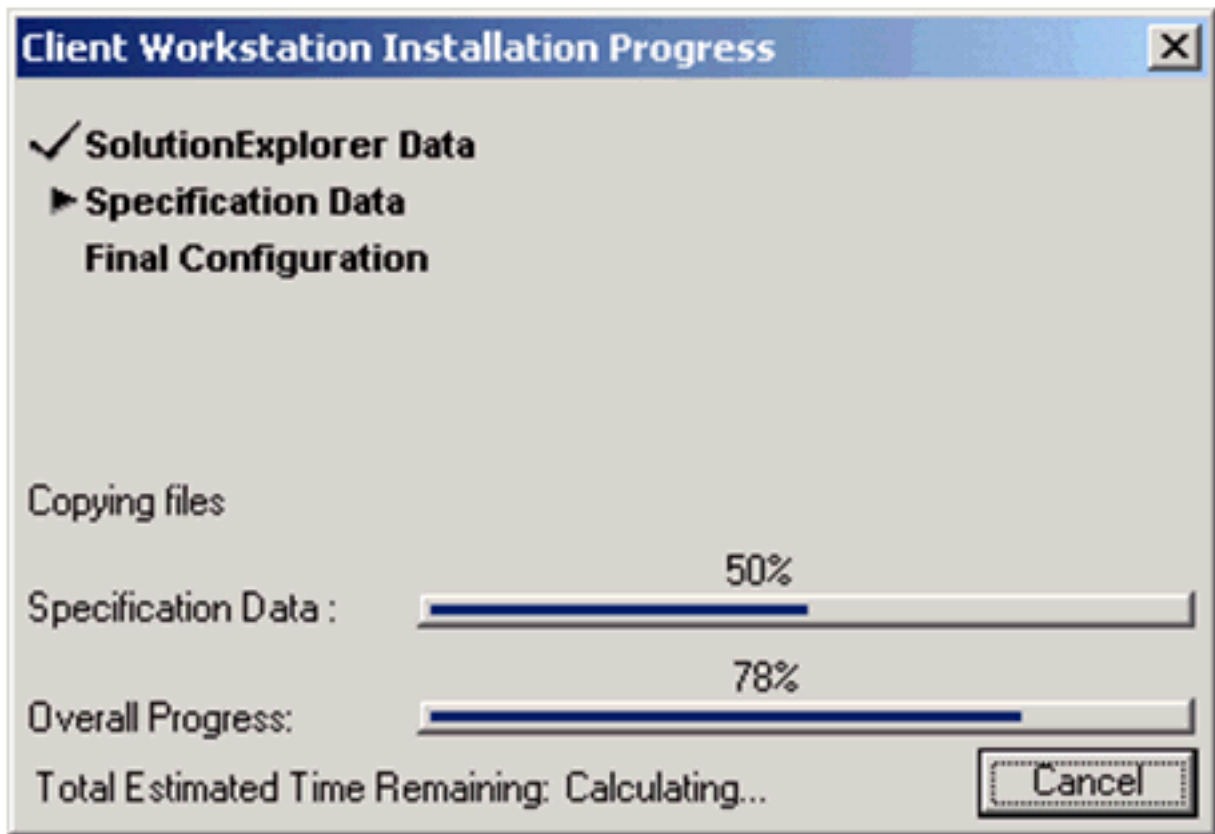 Client Workstation Installation Progress
SolutionExplorer Data
Specification Data
Final Configuration
Copying files
50%
Specification Data :
78%
Overall Progress:
Total Estimated Time Remaining: Calculating...
Cancel